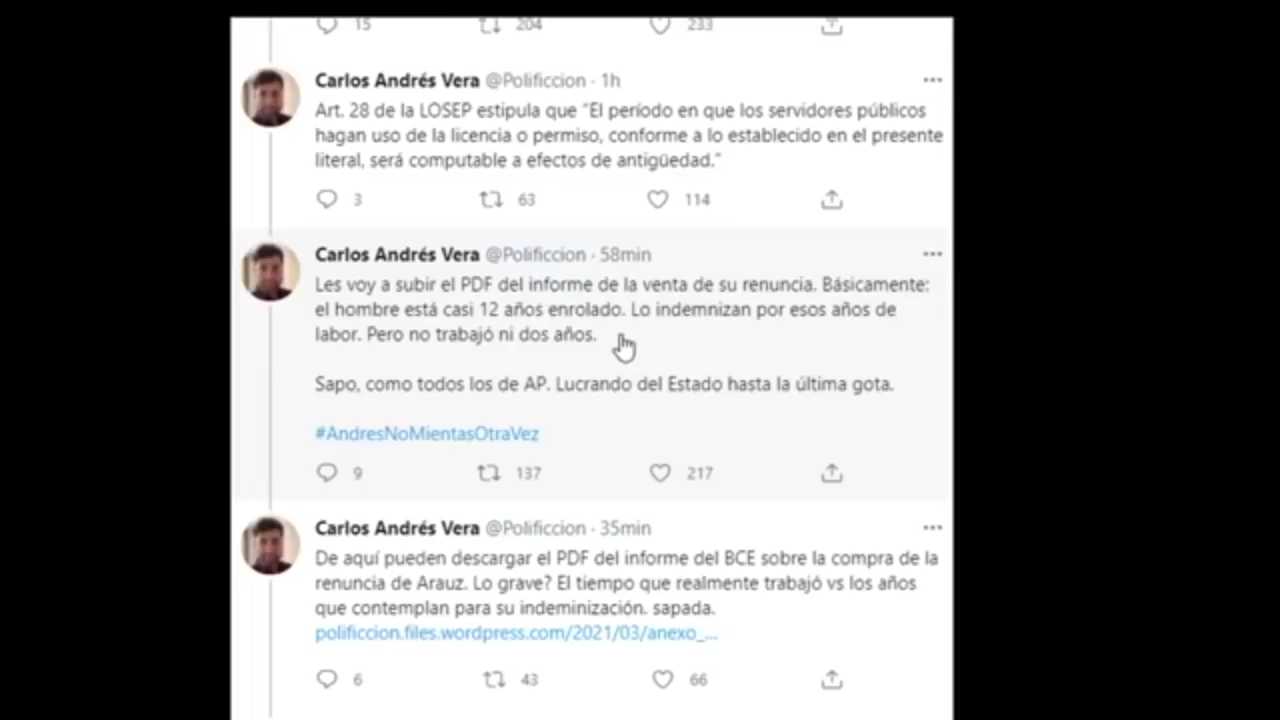 15 204 233
Carlos Andrés Vera @Polificcion · 1h
Art. 28 de la LOSEP estipula que "El período en que los servidores públicos
hagan uso de la licencia o permiso, conforme a lo establecido en el presente
literal, será computable a efectos de antigüedad."
3 63 114
Carlos Andrés Vera @Polificcion · 58min
Les voy a subir el PDF del informe de la venta de su renuncia. Básicamente:
el hombre está casi 12 años enrolado. Lo indemnizan por esos años de
labor. Pero no trabajó ni dos años.
Sapo, como todos los de AP. Lucrando del Estado hasta la última gota.
#AndresNoMientasOtraVez
9 137 217
Carlos Andrés Vera @Polificcion · 35min
De aquí pueden descargar el PDF del informe del BCE sobre la compra de la
renuncia de Arauz. Lo grave? El tiempo que realmente trabajó vs los años
que contemplan para su indeminización. sapada.
polificcion.files.wordpress.com/2021/03/anexo_...
6 43 66